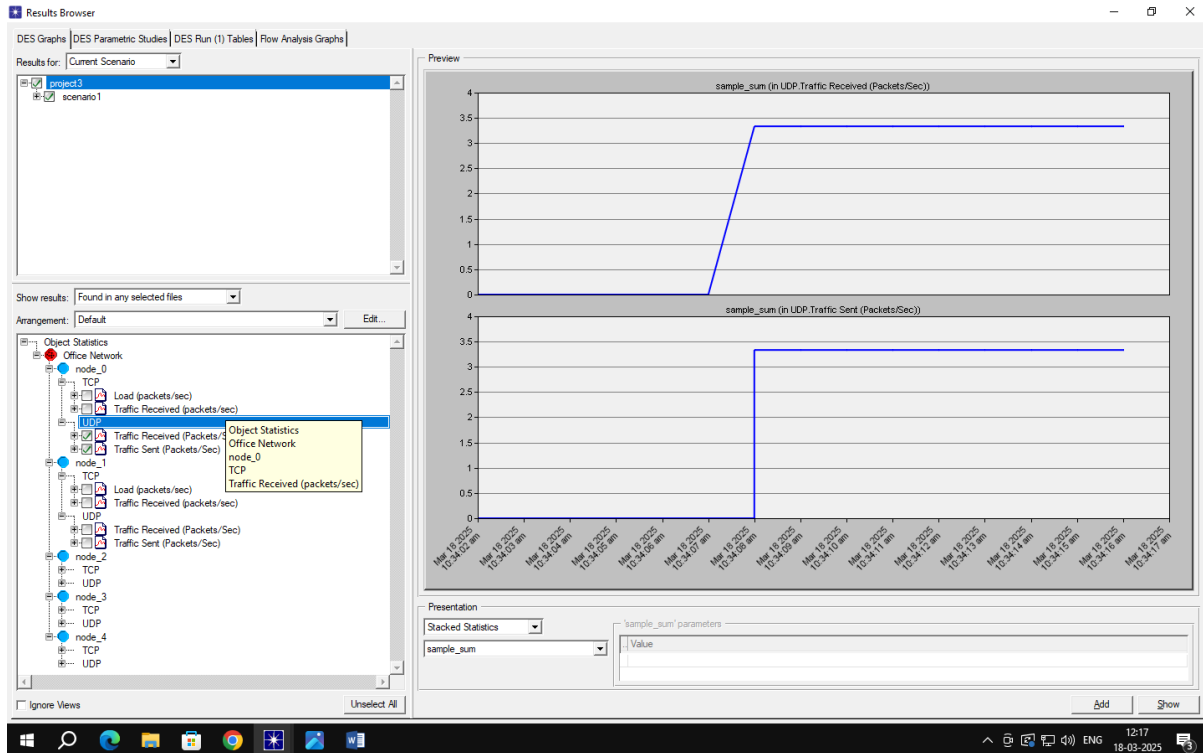 Results Browser
DES Graphs DES Parametric Studies DES Run (1) Tables Flow Analysis Graphs
Results for: Current Scenario
project3
scenario1
Show results: Found in any selected files
Arrangement: Default Edit...
Object Statistics
Office Network
node_0
TCP
Load (packets/sec)
Traffic Received (packets/sec)
UDP
Traffic Received (Packets/S
Traffic Sent (Packets/Sec)
Object Statistics
Office Network
node_0
TCP
Traffic Received (packets/sec)
node_1
TCP
Load (packets/sec)
Traffic Received (packets/sec)
UDP
Traffic Received (Packets/Sec)
Traffic Sent (Packets/Sec)
node_2
TCP
UDP
node_3
TCP
UDP
node_4
TCP
UDP
Ignore Views Unselect All
Preview
sample_sum (in UDP.Traffic Received (Packets/Sec))
4
3.5
3
2.5
2
1.5
1
0.5
0
sample_sum (in UDP.Traffic Sent (Packets/Sec))
4
3.5
3
2.5
2
1.5
1
0.5
0
Mar 18 2025 10:34:02 am
Mar 18 2025 10:34:03 am
Mar 18 2025 10:34:04 am
Mar 18 2025 10:34:05 am
Mar 18 2025 10:34:06 am
Mar 18 2025 10:34:07 am
Mar 18 2025 10:34:08 am
Mar 18 2025 10:34:09 am
Mar 18 2025 10:34:10 am
Mar 18 2025 10:34:11 am
Mar 18 2025 10:34:12 am
Mar 18 2025 10:34:13 am
Mar 18 2025 10:34:14 am
Mar 18 2025 10:34:15 am
Mar 18 2025 10:34:16 am
Mar 18 2025 10:34:17 am
Presentation
Stacked Statistics
sample_sum
'sample_sum' parameters
... Value
Add Show
ENG
12:17
18-03-2025
3